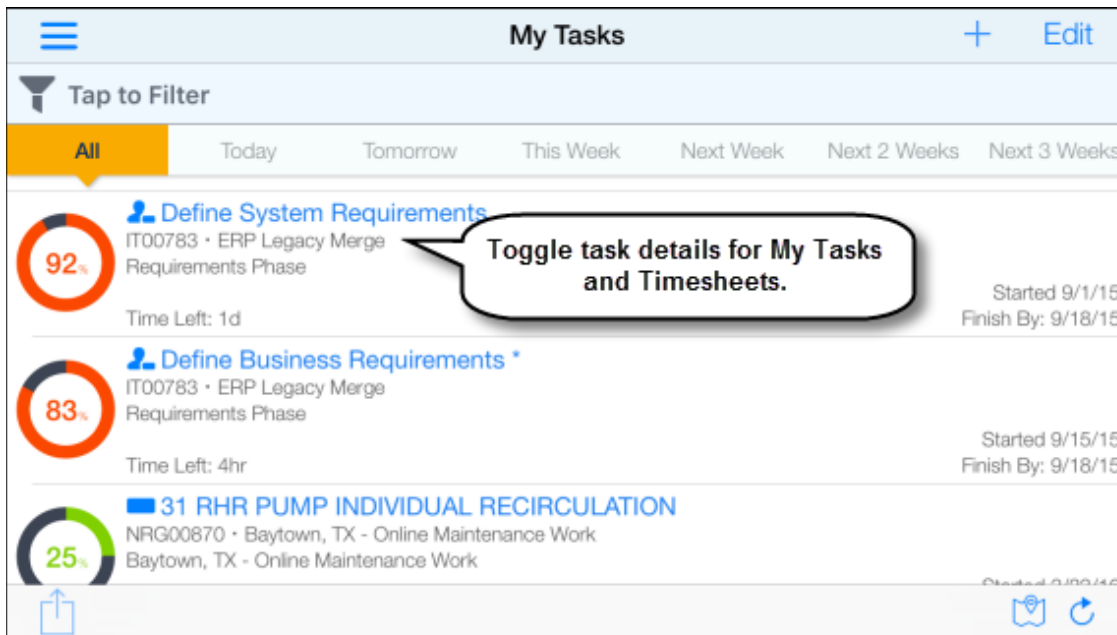 My Tasks
Edit
Tap to Filter
All
Today
Tomorrow
This Week
Next Week
Next 2 Weeks
Next 3 Weeks
Define System Requirements
IT00783 · ERP Legacy Merge
Requirements Phase
92%
Time Left: 1d
Started 9/1/15
Finish By: 9/18/15
Toggle task details for My Tasks
and Timesheets.
Define Business Requirements *
IT00783 · ERP Legacy Merge
Requirements Phase
83%
Time Left: 4hr
Started 9/15/15
Finish By: 9/18/15
31 RHR PUMP INDIVIDUAL RECIRCULATION
NRG00870 · Baytown, TX - Online Maintenance Work
Baytown, TX - Online Maintenance Work
25%